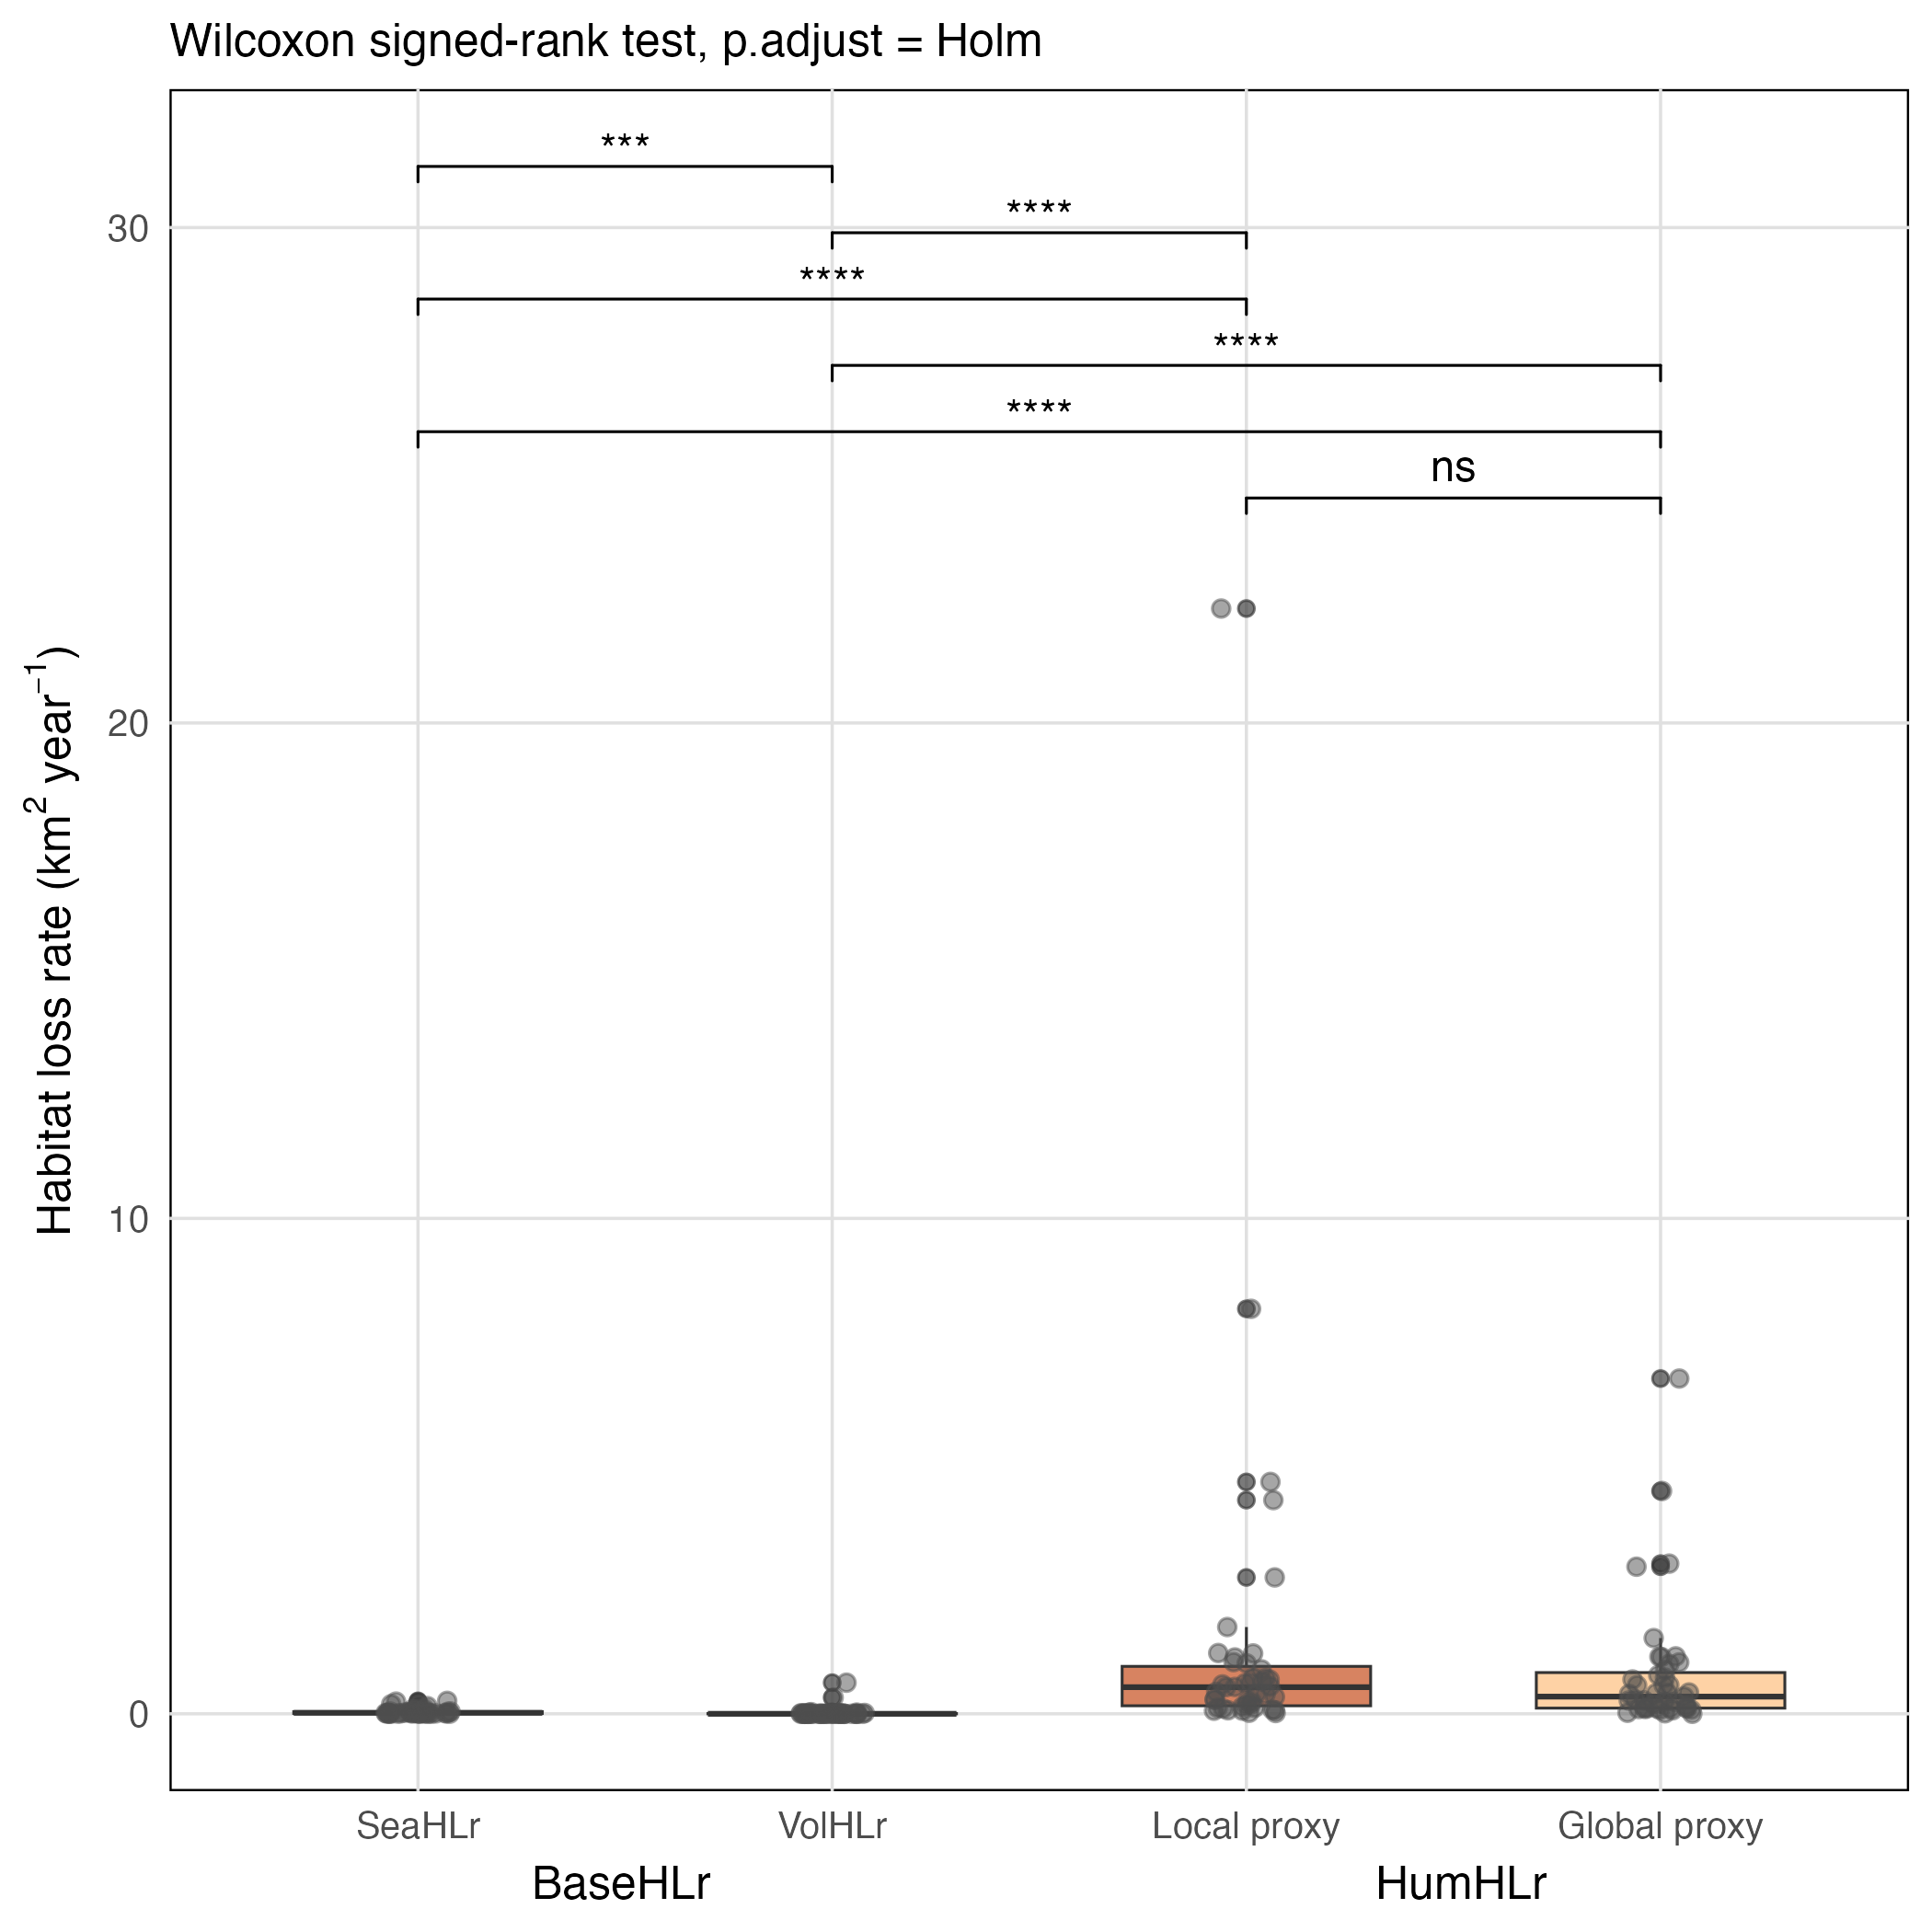 Wilcoxon signed-rank test, p.adjust = Holm
***
****
****
****
****
ns
Habitat loss rate (km² year⁻¹)
30
20
10
0
SeaHLr VolHLr Local proxy Global proxy
BaseHLr HumHLr